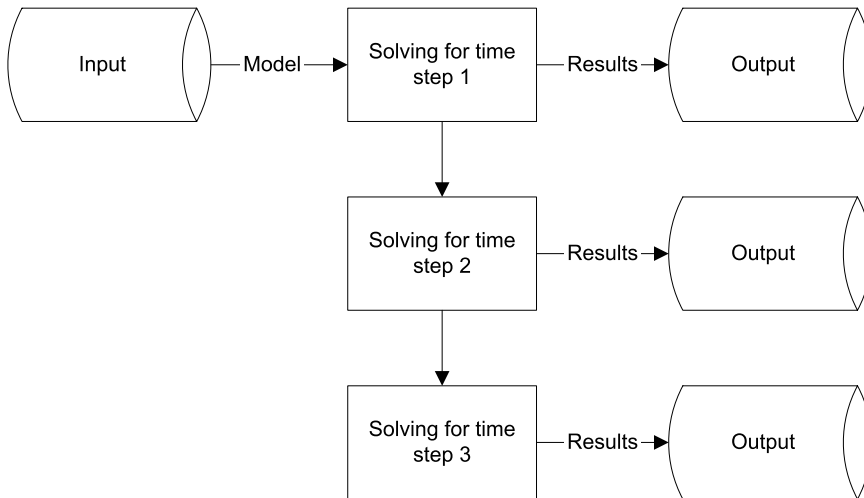 Input
Model
Solving for time
step 1
Results
Output
Solving for time
step 2
Results
Output
Solving for time
step 3
Results
Output